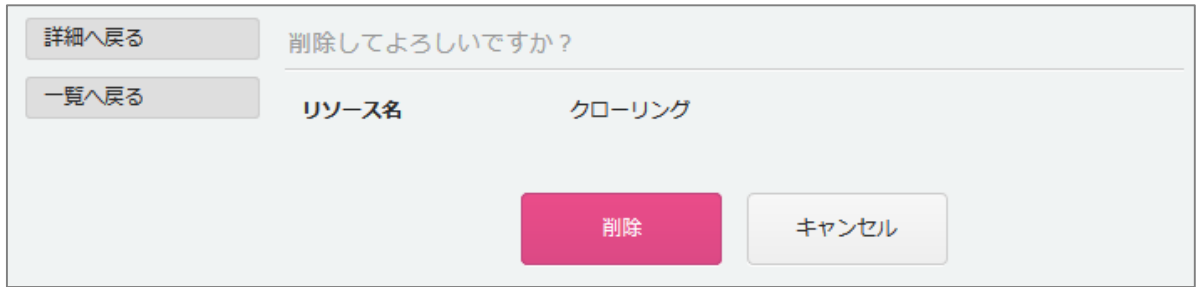 詳細へ戻る
一覧へ戻る
削除してよろしいですか？
リソース名 クローリング
削除 キャンセル